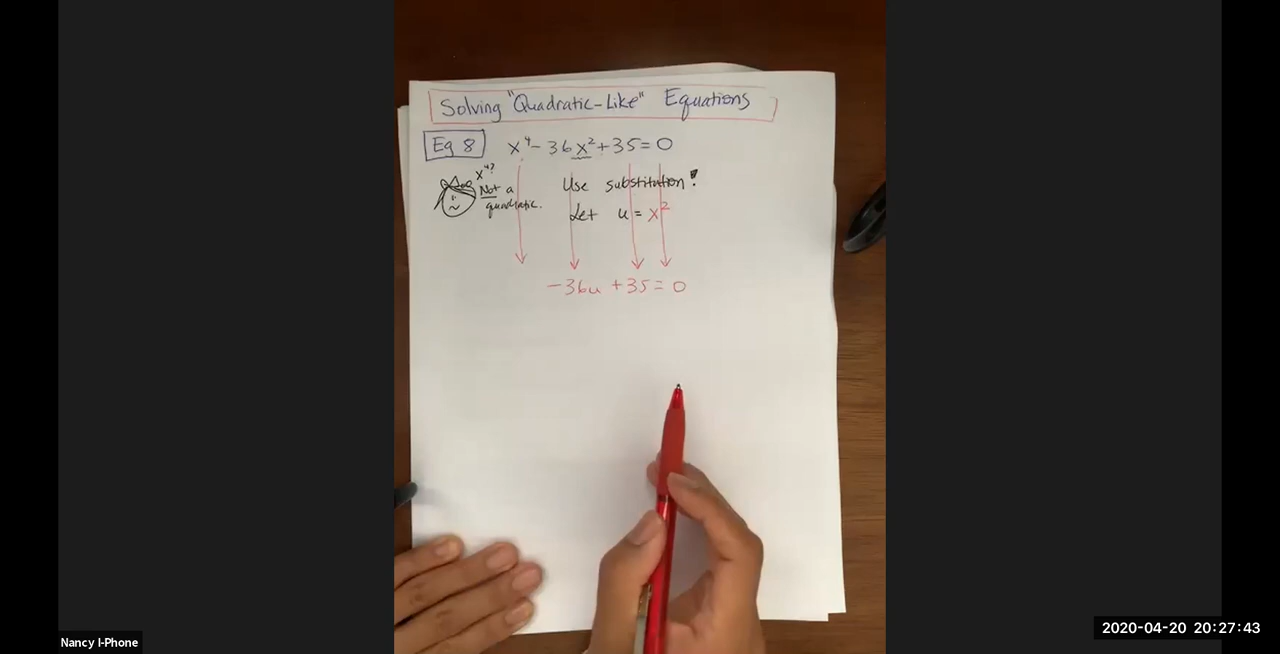 Solving "Quadratic-Like" Equations
Eg 8 x⁴ - 36x² + 35 = 0
x⁴?
Not a
quadratic.
Use substitution!
Let u = x²
-36u + 35 = 0
Nancy I-Phone
2020-04-20 20:27:43